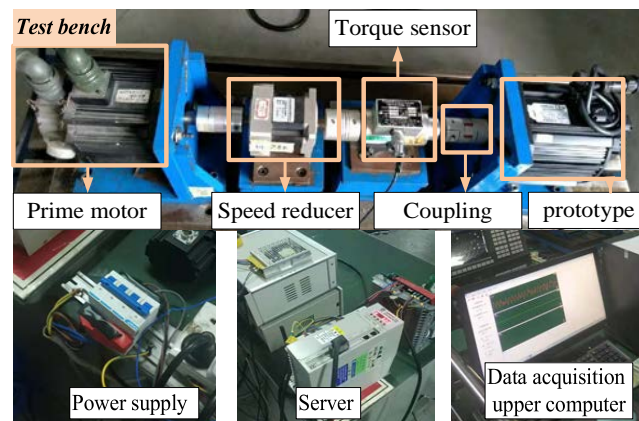 Test bench
Torque sensor
Prime motor
Speed reducer
Coupling
prototype
Power supply
Server
Data acquisition
upper computer